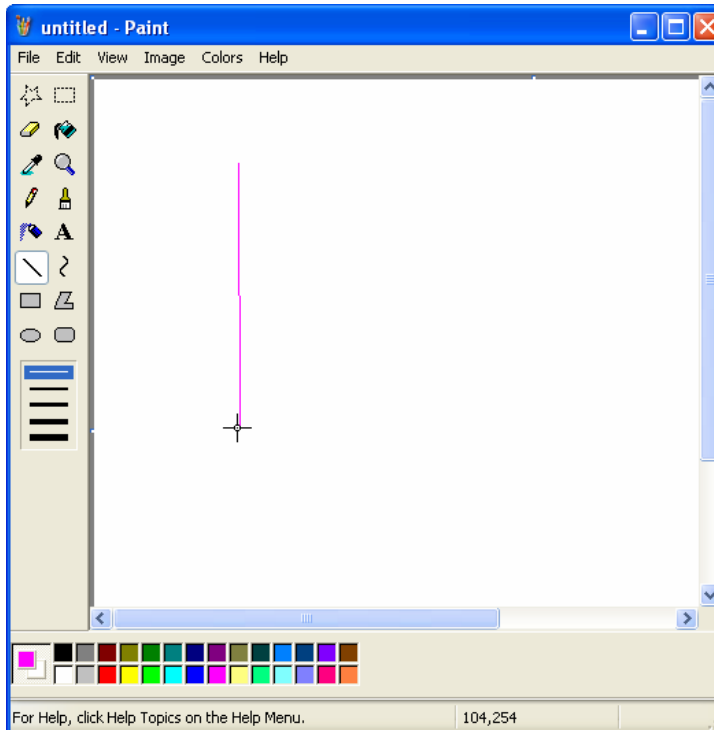 untitled - Paint
File Edit View Image Colors Help
A
For Help, click Help Topics on the Help Menu. 104,254